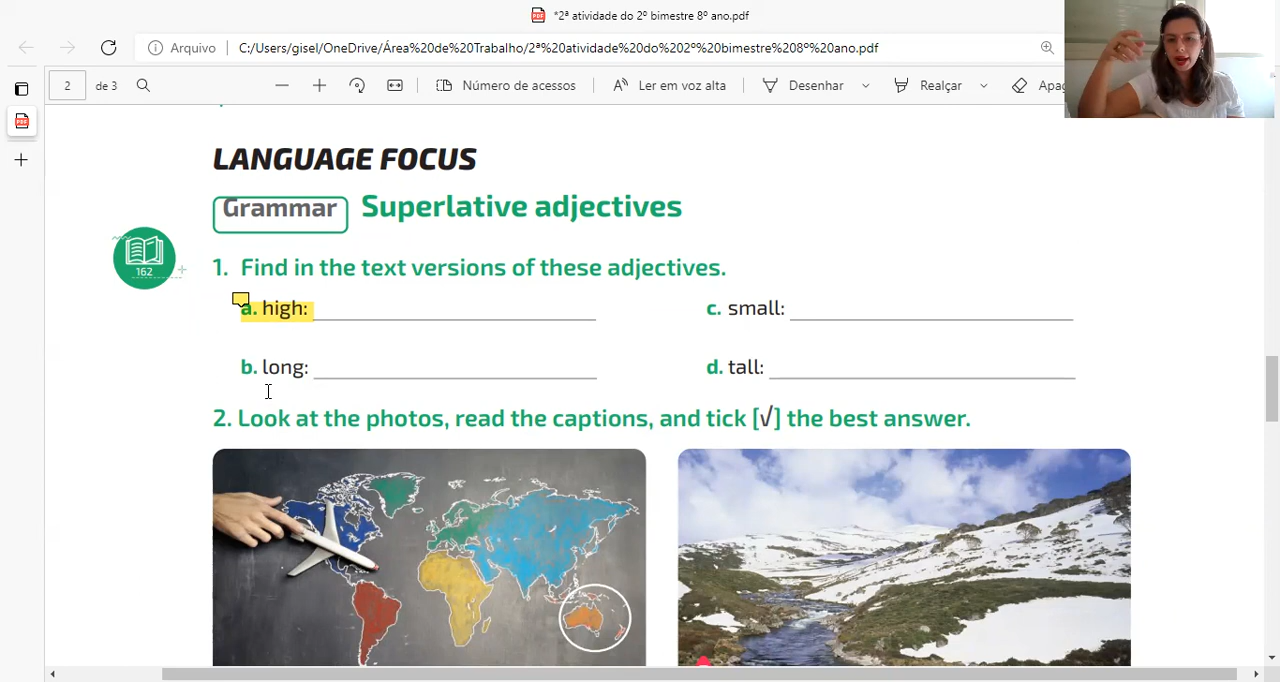 *2ª atividade do 2º bimestre 8º ano.pdf
Arquivo C:/Users/gisel/OneDrive/Área%20de%20Trabalho/2ª%20atividade%20do%202º%20bimestre%208º%20ano.pdf
2 de 3 Número de acessos Ler em voz alta Desenhar Realçar Apag
LANGUAGE FOCUS
Grammar Superlative adjectives
162
1. Find in the text versions of these adjectives.
a. high: c. small:
b. long: d. tall:
2. Look at the photos, read the captions, and tick [√] the best answer.